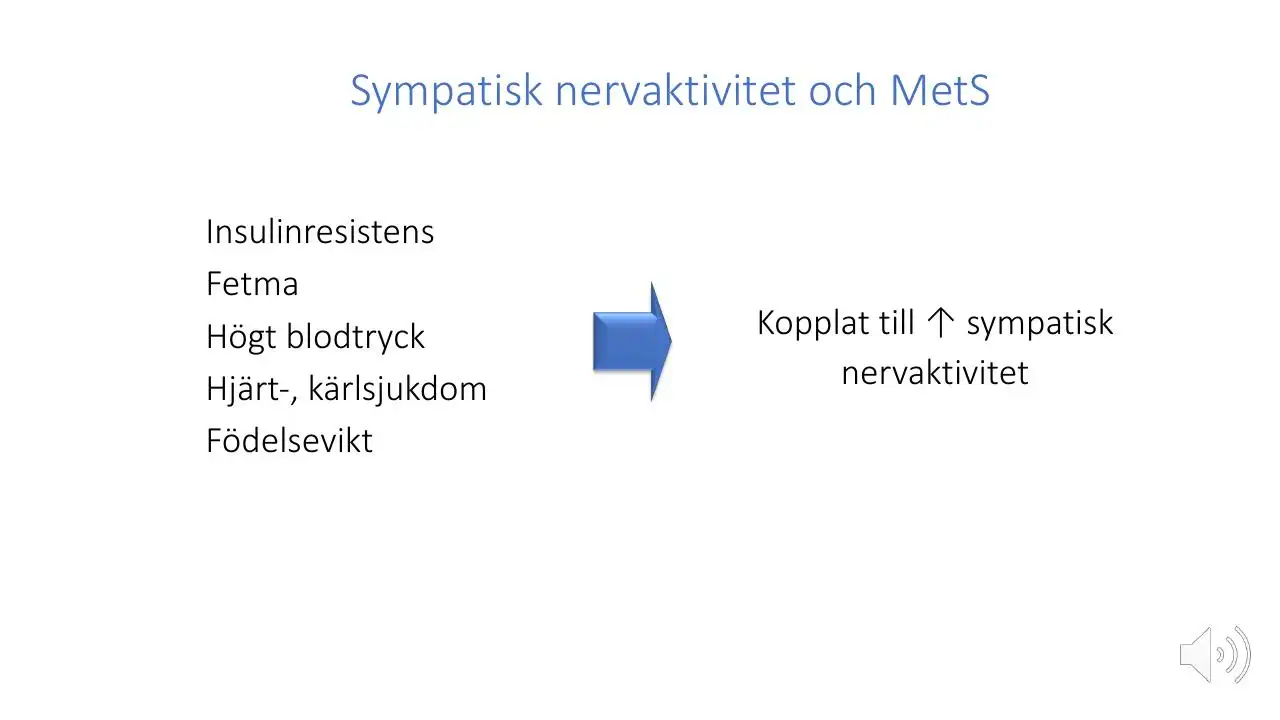 Sympatisk nervaktivitet och MetS
Insulinresistens
Fetma
Högt blodtryck
Hjärt-, kärlsjukdom
Födelsevikt
Kopplat till ↑ sympatisk
nervaktivitet